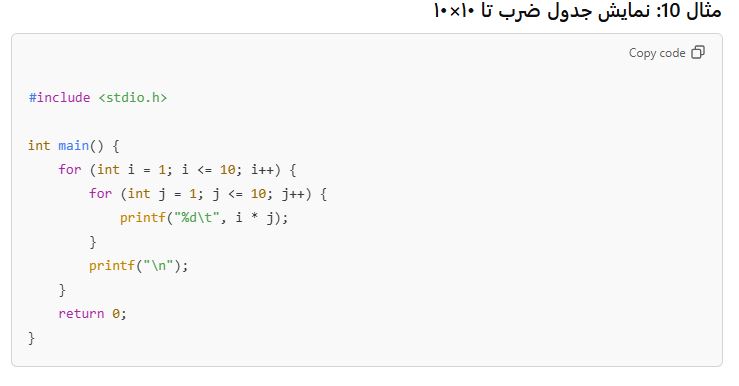 مثال 10: نمایش جدول ضرب تا ۱۰×۱۰
Copy code
#include <stdio.h>
int main() {
    for (int i = 1; i <= 10; i++) {
        for (int j = 1; j <= 10; j++) {
            printf("%d\t", i * j);
        }
        printf("\n");
    }
    return 0;
}